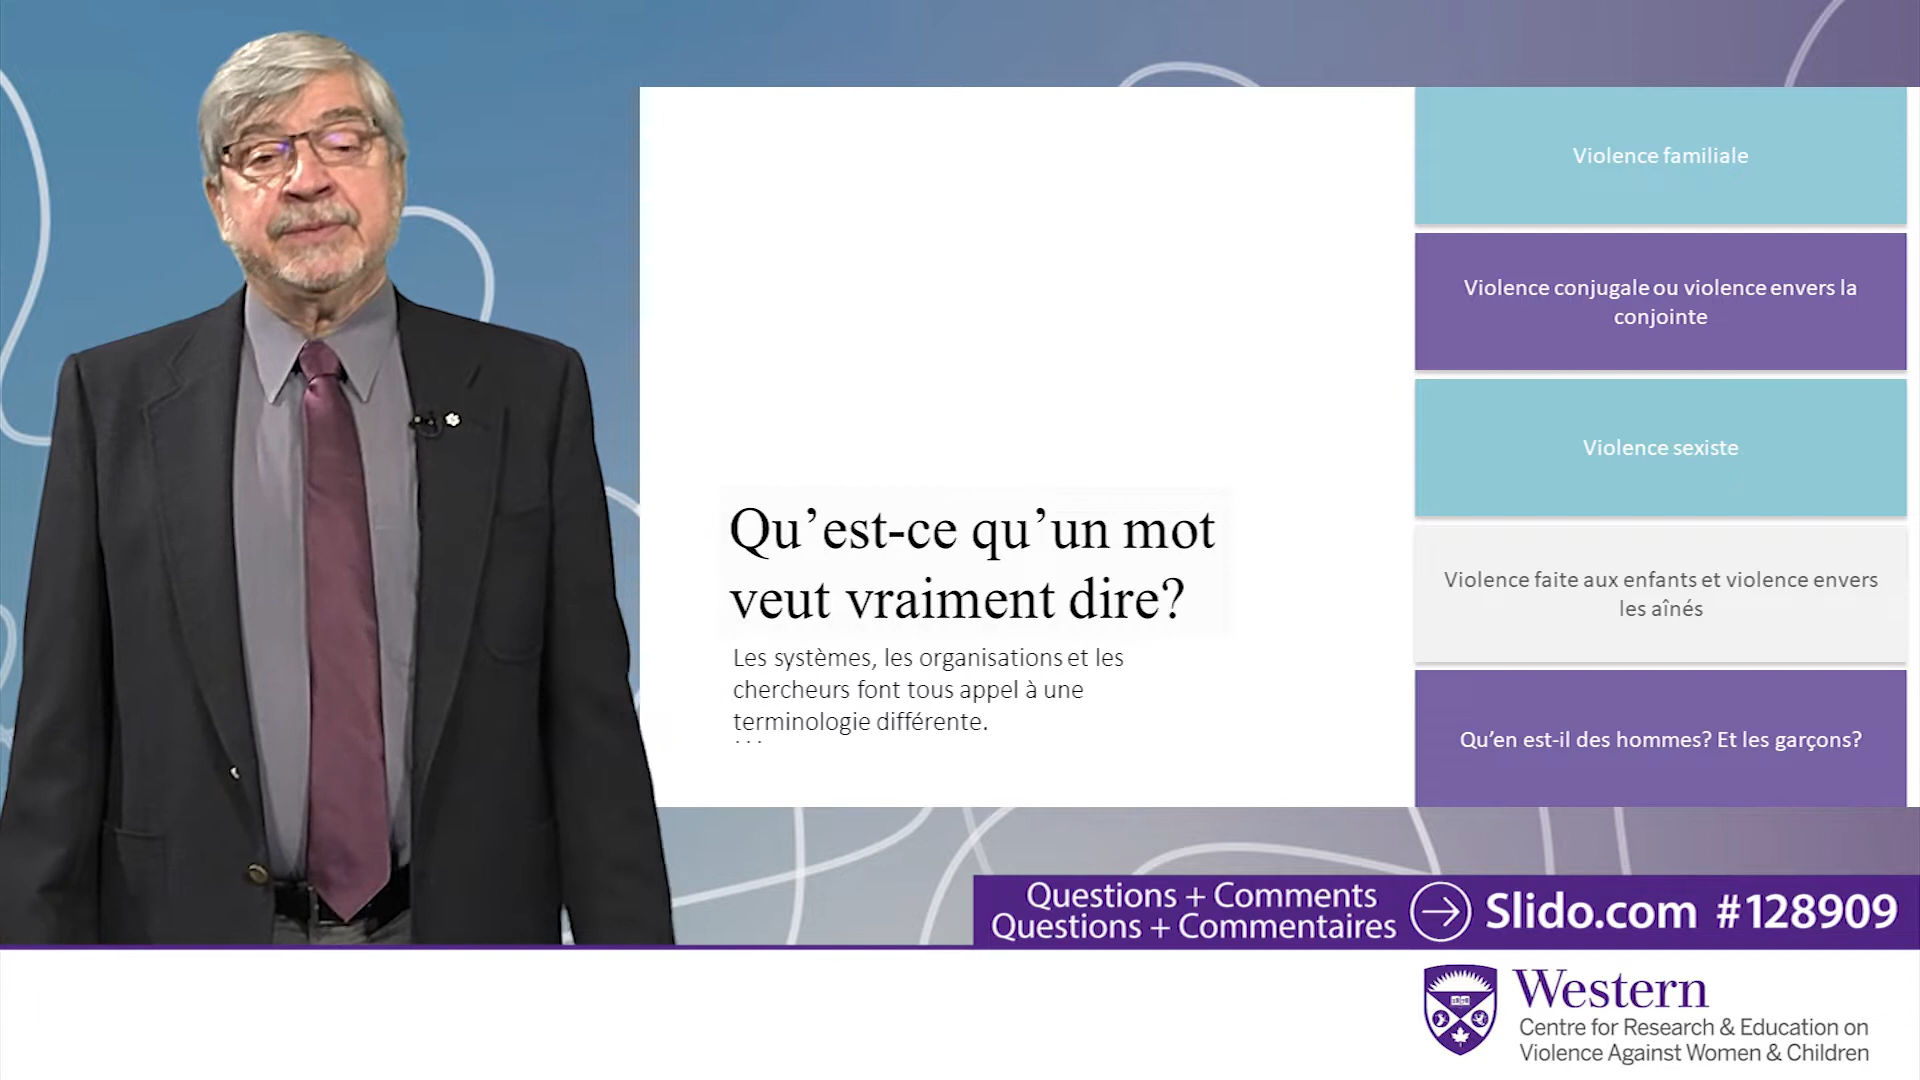 Violence familiale
Violence conjugale ou violence envers la
conjointe
Violence sexiste
Violence faite aux enfants et violence envers
les aînés
Qu'en est-il des hommes? Et les garçons?
Qu’est-ce qu’un mot
veut vraiment dire?
Les systèmes, les organisations et les
chercheurs font tous appel à une
terminologie différente.
Questions + Comments
Questions + Commentaires
Slido.com #128909
Western
Centre for Research & Education on
Violence Against Women & Children